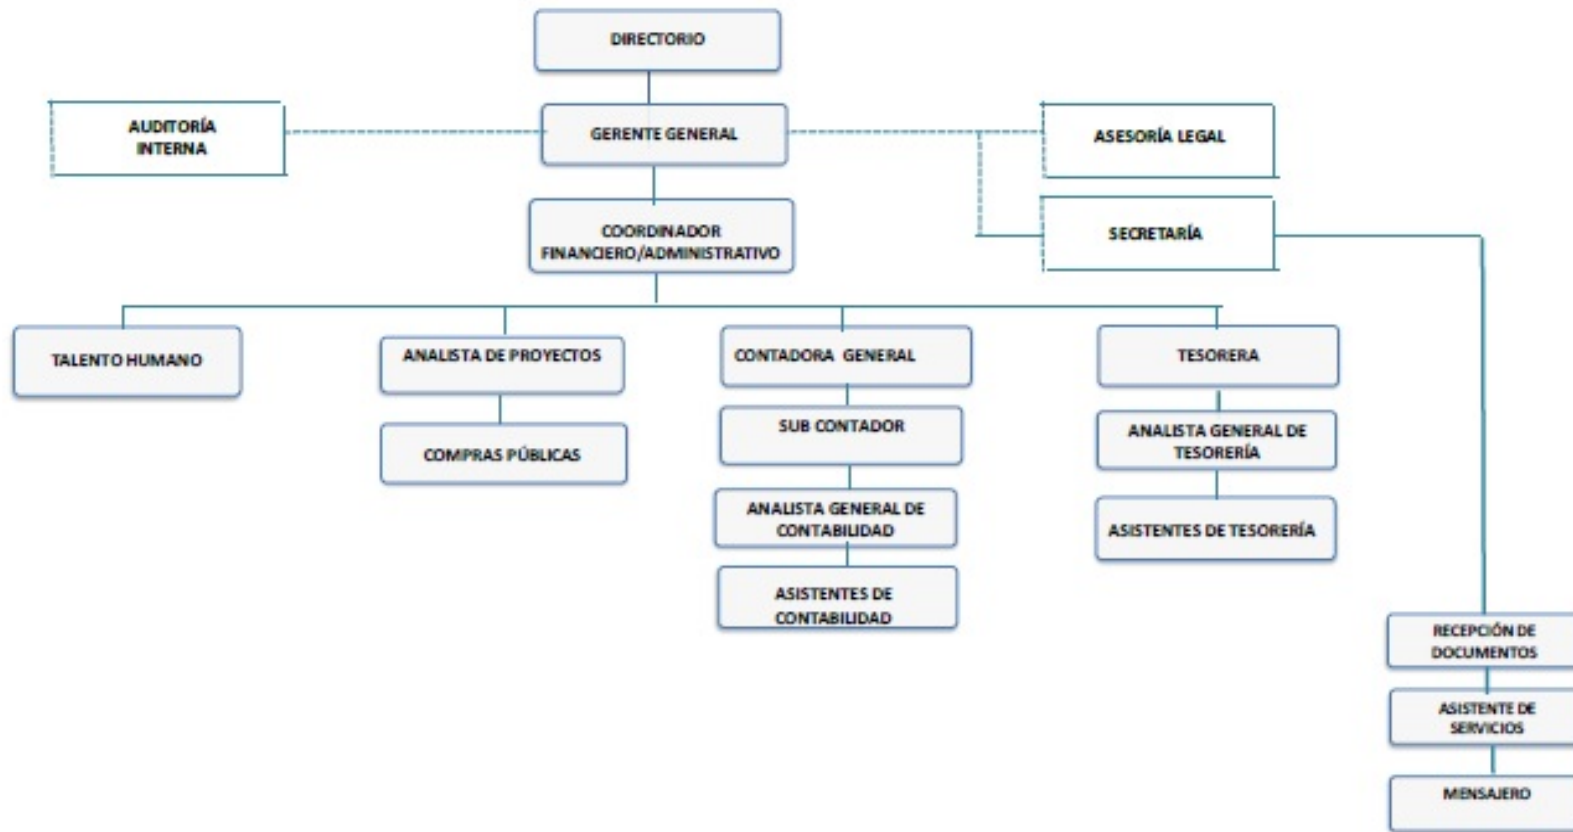 DIRECTORIO
AUDITORÍA
INTERNA
GERENTE GENERAL
ASESORÍA LEGAL
COORDINADOR
FINANCIERO/ADMINISTRATIVO
SECRETARÍA
TALENTO HUMANO
ANALISTA DE PROYECTOS
CONTADORA GENERAL
TESORERA
COMPRAS PÚBLICAS
SUB CONTADOR
ANALISTA GENERAL DE
TESORERÍA
ANALISTA GENERAL DE
CONTABILIDAD
ASISTENTES DE TESORERÍA
ASISTENTES DE
CONTABILIDAD
RECEPCIÓN DE
DOCUMENTOS
ASISTENTE DE
SERVICIOS
MENSAJERO